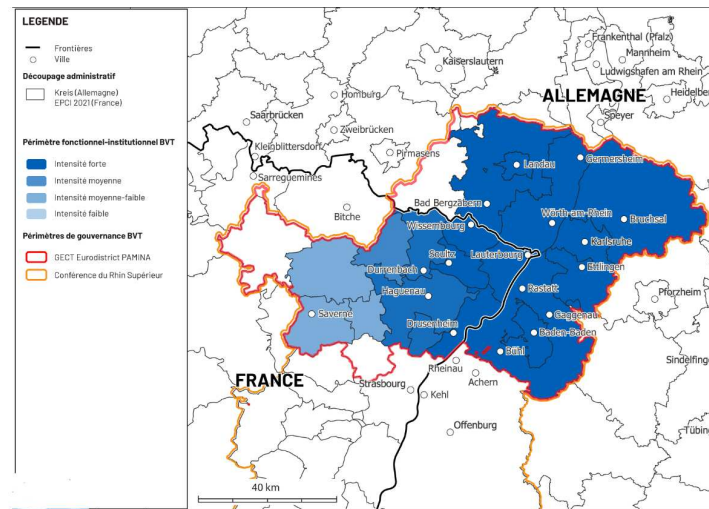 LEGENDE
Frontières
Ville
Découpage administratif
Kreis (Allemagne)
EPCI 2021 (France)
Périmètre fonctionnel-institutionnel BVT
Intensité forte
Intensité moyenne
Intensité moyenne-faible
Intensité faible
Périmètres de gouvernance BVT
GECT Eurodistrict PAMINA
Conférence du Rhin Supérieur
Frankenthal (Pfalz)
Mannheim
Kaiserslautern
Ludwigshafen am Rhein
Heidelbe
Homburg
ALLEMAGNE
Saarbrücken
Speyer
Zweibrücken
Kleinblittersdorf
Pirmasens
Landau
Germersheim
Sarreguemines
Bitche
Bad Bergzabern
Wissembourg
Wörth-am-Rhein
Bruchsal
Karlsruhe
Soultz
Lauterbourg
Durrenbach
Ettlingen
Haguenau
Rastatt
Pforzheim
Saverne
Gaggenau
Drusenheim
Baden-Baden
Bühl
Rheinau
Sindelfing
FRANCE
Achern
Strasbourg
Kehl
Offenburg
Tübin
40 km